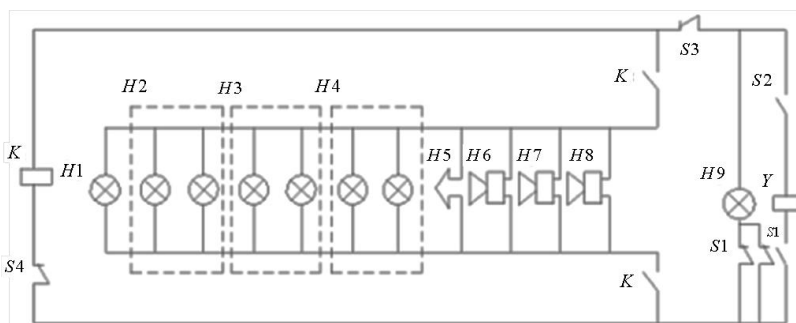 S3
H2 H3 H4 K S2
K H1 H5 H6 H7 H8 H9 Y
S4 K S1 S1